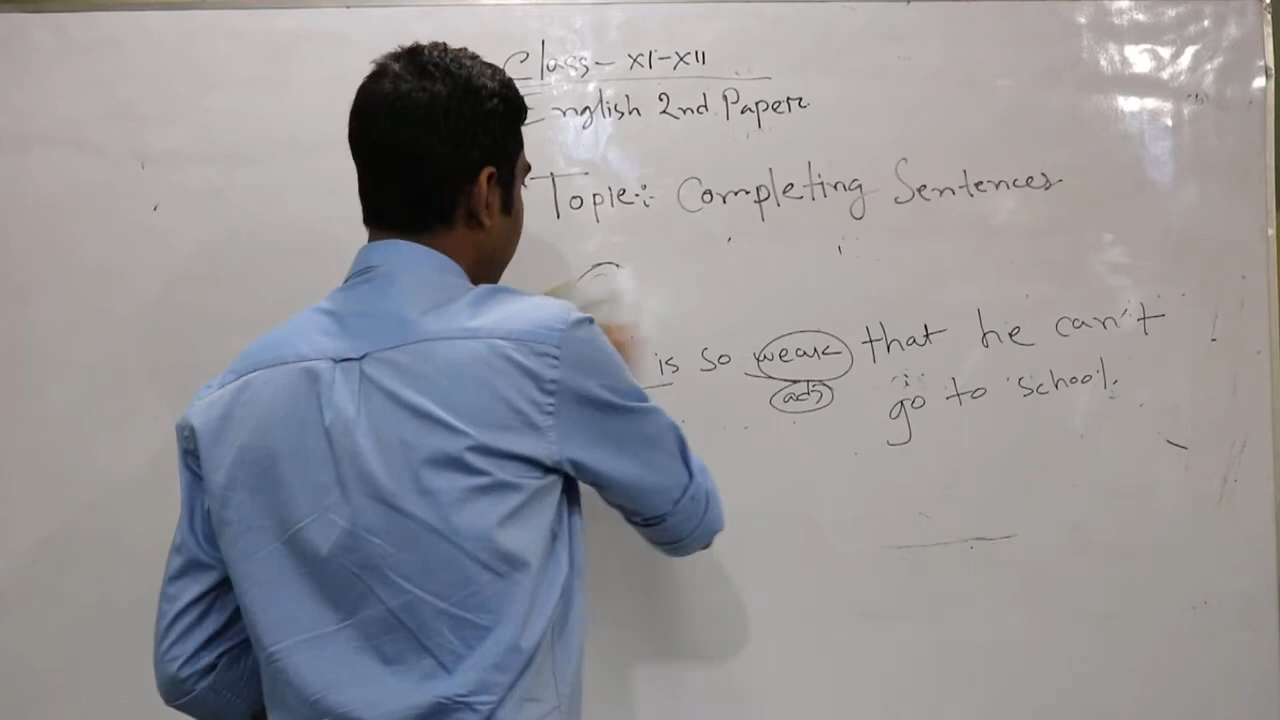 Class- XI-XII
English 2nd Paper
Topic:- Completing Sentences
is so weak that he can't
adj
go to school.